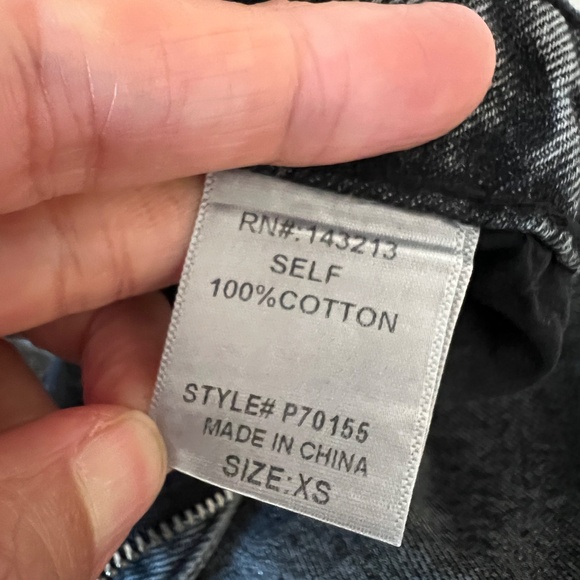 RN#:143213
SELF
100%COTTON
STYLE# P70155
MADE IN CHINA
SIZE:XS